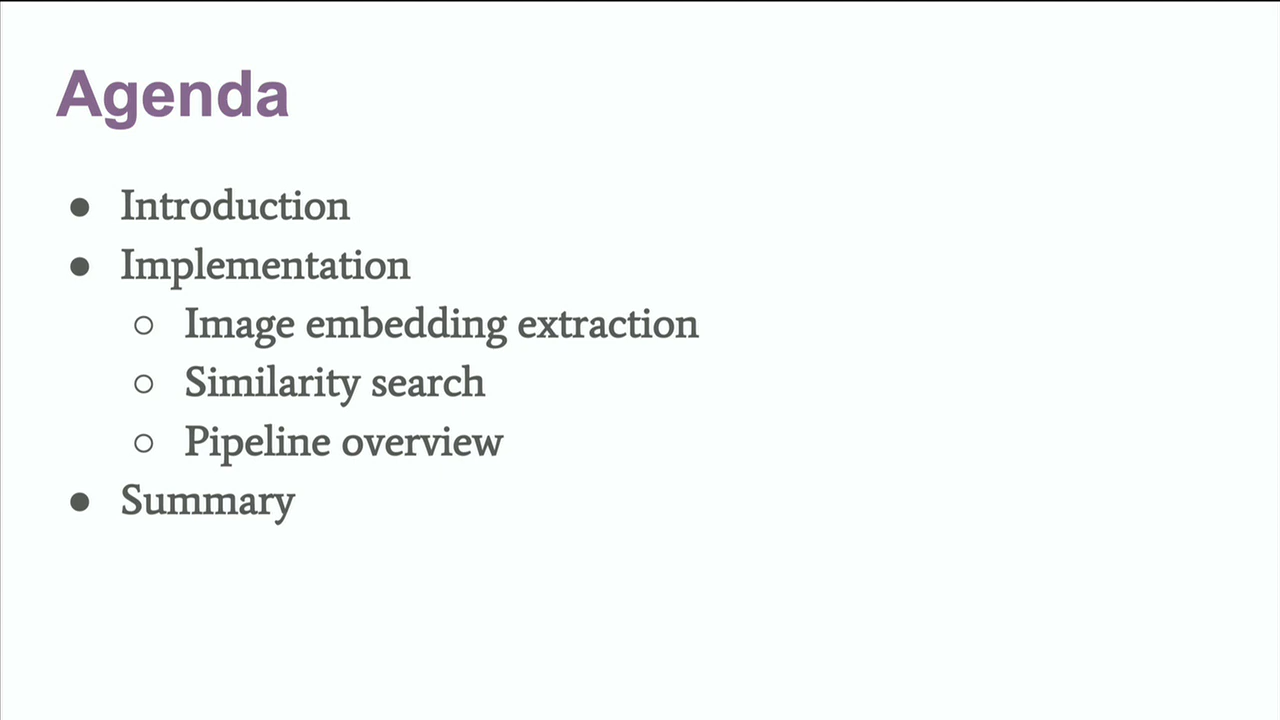 Agenda
● Introduction
● Implementation
○ Image embedding extraction
○ Similarity search
○ Pipeline overview
● Summary